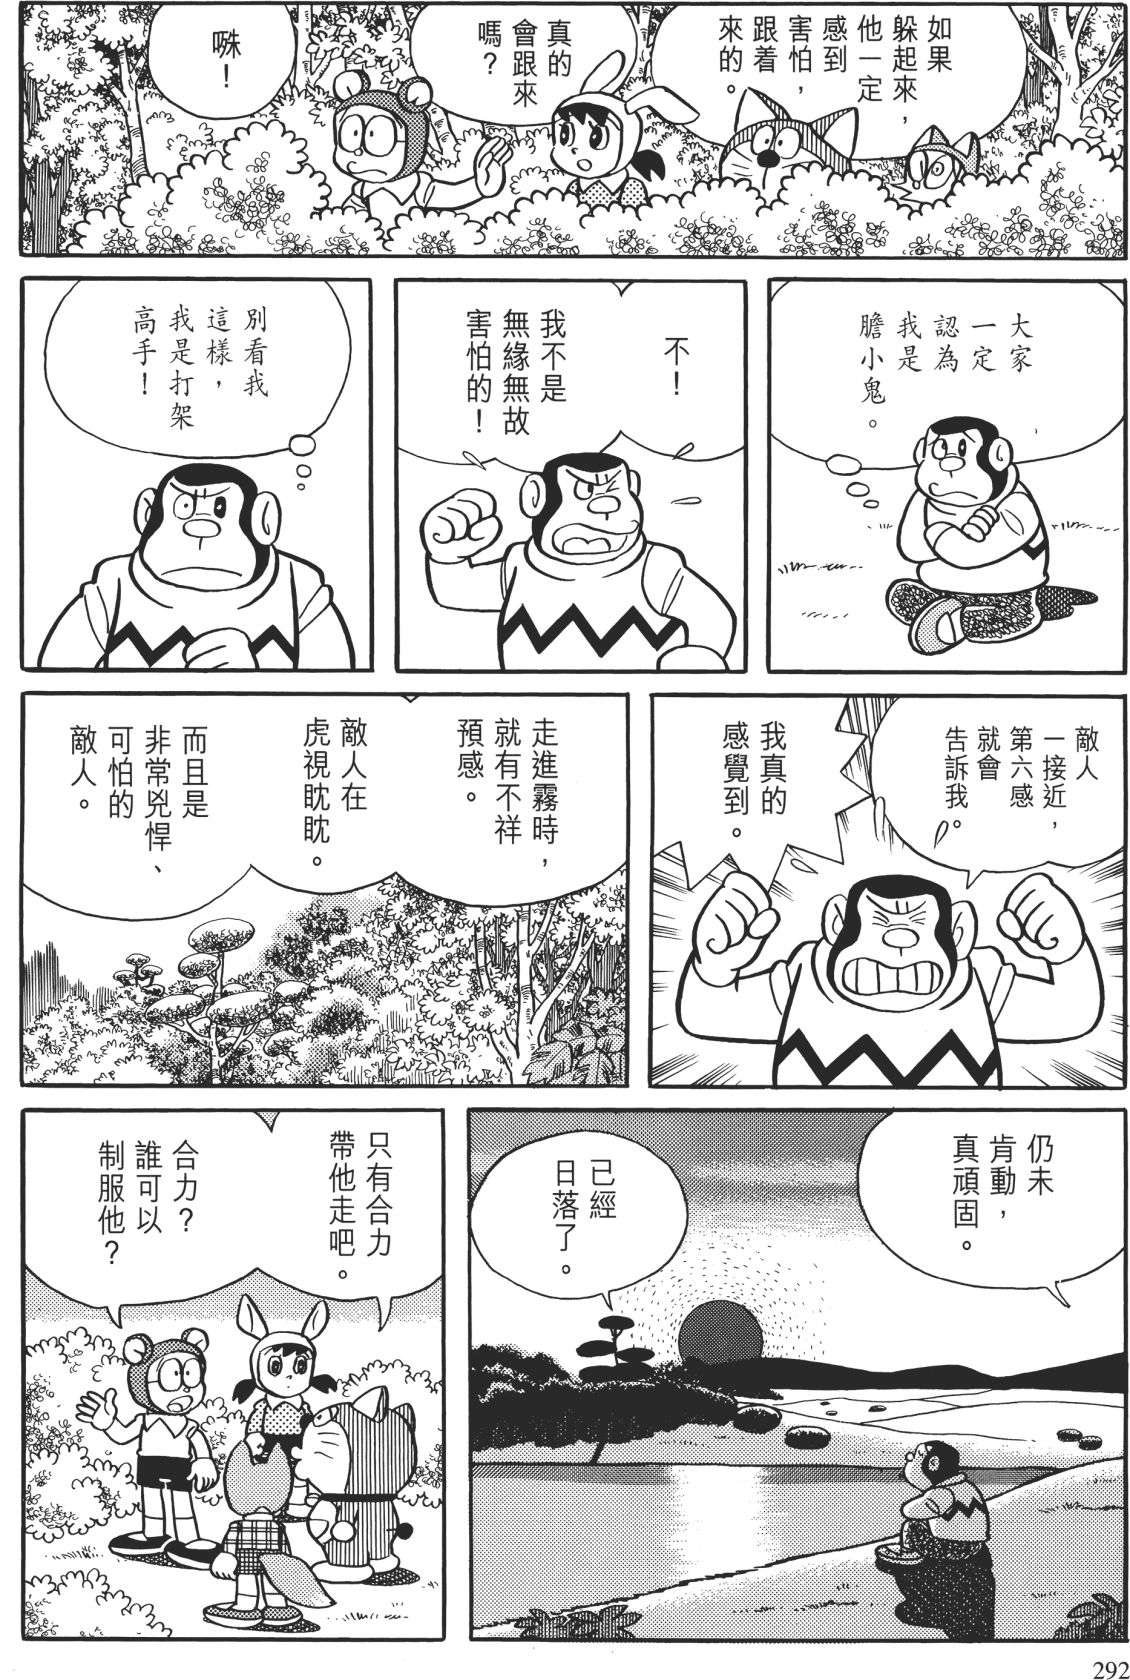 如果
躲起來，
他一定
感到
害怕，
跟着
來的。
真的
會跟來
嗎？
咻！
大家
一定
認為
我是
膽小鬼。
不！
我不是
無緣無故
害怕的！
別看我
這樣，
我是打架
高手！
敵人
一接近，
第六感
就會
告訴我。
我真的
感覺到。
走進霧時，
就有不祥
預感。
敵人在
虎視眈眈。
而且是
非常兇悍、
可怕的
敵人。
仍未
肯動，
真頑固。
已經
日落了。
只有合力
帶他走吧。
合力？
誰可以
制服他？
292